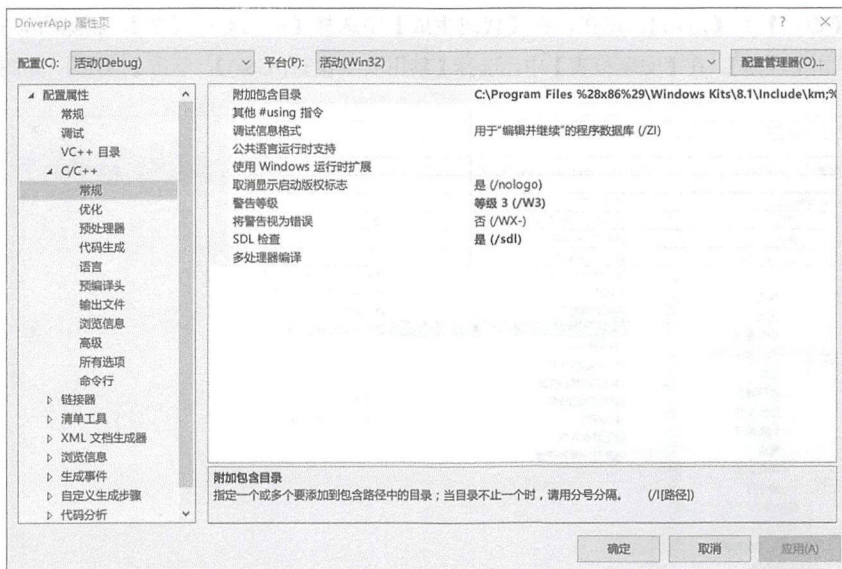 DriverApp 属性页
? ×
配置(C): 活动(Debug) 平台(P): 活动(Win32) 配置管理器(O)...
配置属性
常规
调试
VC++ 目录
C/C++
常规
优化
预处理器
代码生成
语言
预编译头
输出文件
浏览信息
高级
所有选项
命令行
链接器
清单工具
XML 文档生成器
浏览信息
生成事件
自定义生成步骤
代码分析
附加包含目录 C:\Program Files %28x86%29\Windows Kits\8.1\Include\km;%
其他 #using 指令
调试信息格式 用于“编辑并继续”的程序数据库 (/ZI)
公共语言运行时支持
使用 Windows 运行时扩展
取消显示启动版权标志 是 (/nologo)
警告等级 等级 3 (/W3)
将警告视为错误 否 (/WX-)
SDL 检查 是 (/sdl)
多处理器编译
附加包含目录
指定一个或多个要添加到包含路径中的目录；当目录不止一个时，请用分号分隔。 (/I[路径])
确定 取消 应用(A)